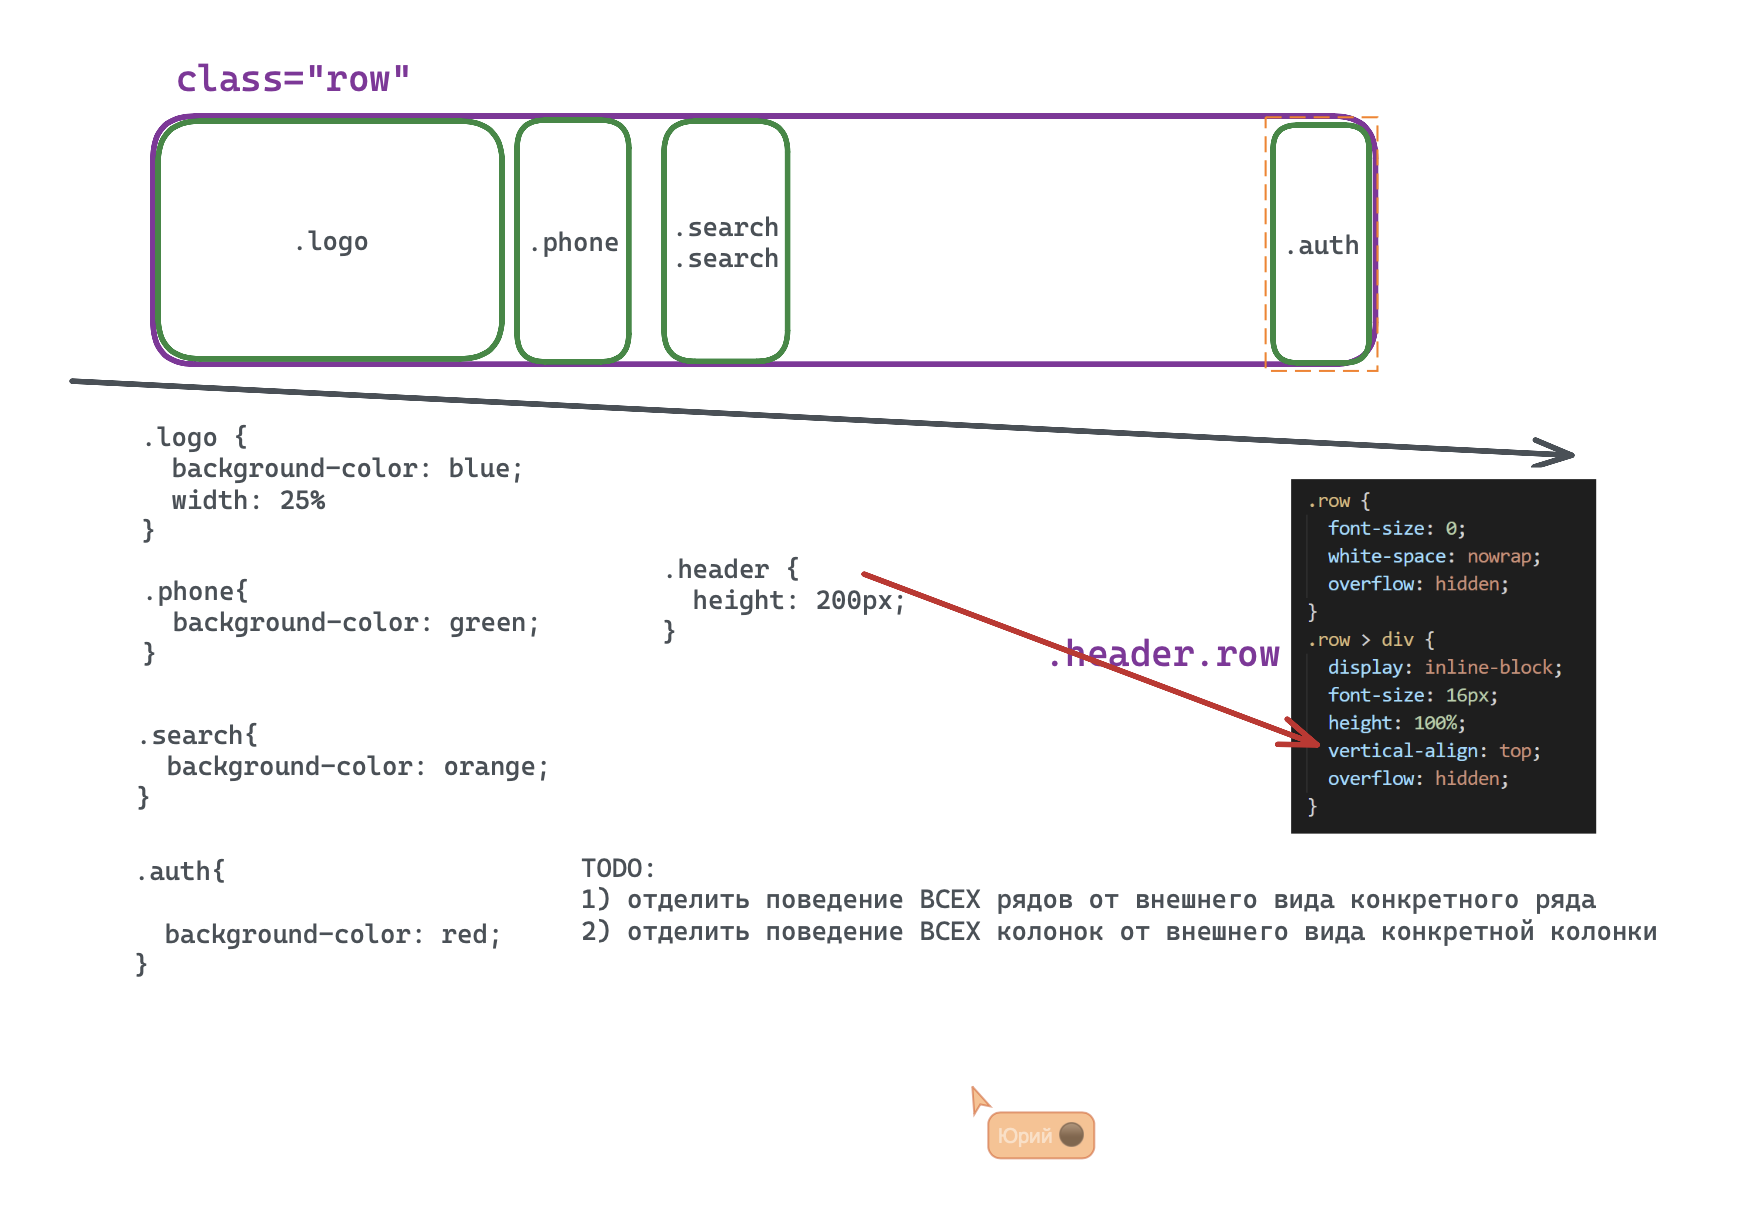 class="row"
.logo
.phone
.search
.search
.auth
.logo {
background-color: blue;
width: 25%
}
.phone{
background-color: green;
}
.search{
background-color: orange;
}
.auth{
background-color: red;
}
.header {
height: 200px;
}
.header.row
.row {
font-size: 0;
white-space: nowrap;
overflow: hidden;
}
.row > div {
display: inline-block;
font-size: 16px;
height: 100%;
vertical-align: top;
overflow: hidden;
}
TODO:
1) отделить поведение ВСЕХ рядов от внешнего вида конкретного ряда
2) отделить поведение ВСЕХ колонок от внешнего вида конкретной колонки
Юрий